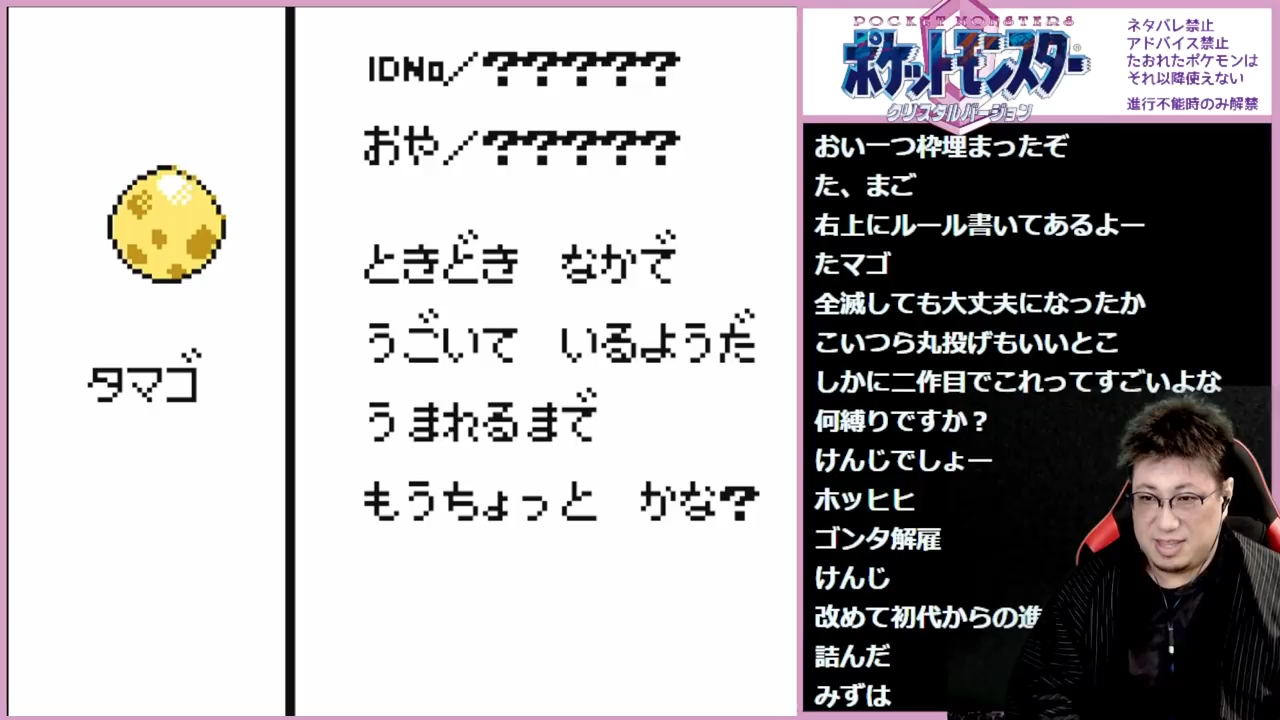 IDNo/?????
おや/?????
ときどき なかで
うごいて いるようだ
うまれるまで
もうちょっと かな?
タマゴ
POCKET MONSTERS
ポケットモンスター
クリスタルバージョン
ネタバレ禁止
アドバイス禁止
たおれたポケモンは
それ以降使えない
進行不能時のみ解禁
おい一つ枠埋まったぞ
た、まご
右上にルール書いてあるよー
たマゴ
全滅しても大丈夫になったか
こいつら丸投げもいいとこ
しかに二作目でこれってすごいよな
何縛りですか？
けんじでしょー
ホッヒヒ
ゴンタ解雇
けんじ
改めて初代からの進
詰んだ
みずは